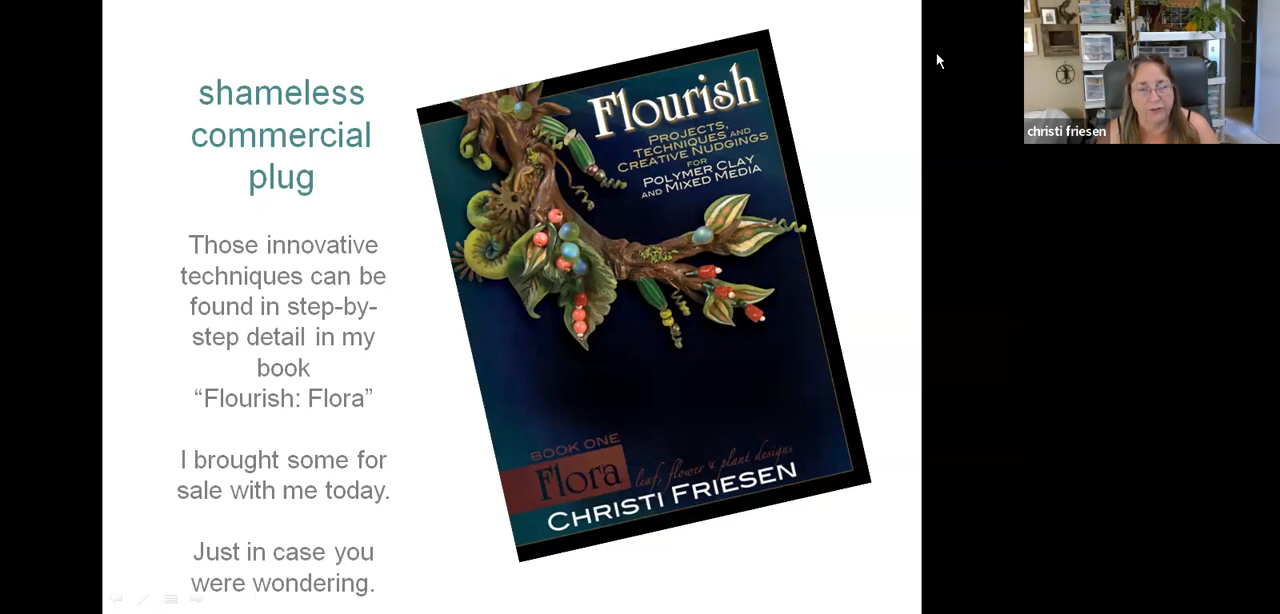 shameless
commercial
plug
Those innovative
techniques can be
found in step-by-
step detail in my
book
“Flourish: Flora”
I brought some for
sale with me today.
Just in case you
were wondering.
Flourish
PROJECTS,
TECHNIQUES AND
CREATIVE NUDGINGS
FOR
POLYMER CLAY
AND MIXED MEDIA
BOOK ONE
Flora
leaf, flower & plant designs
CHRISTI FRIESEN
christi friesen